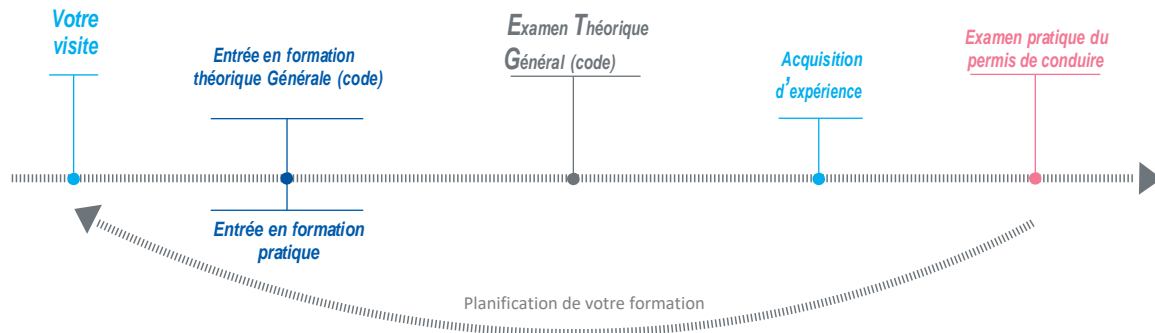 Votre
visite
Entrée en formation
théorique Générale (code)
Examen Théorique
Général (code)
Acquisition
d'expérience
Examen pratique du
permis de conduire
Entrée en formation
pratique
Planification de votre formation